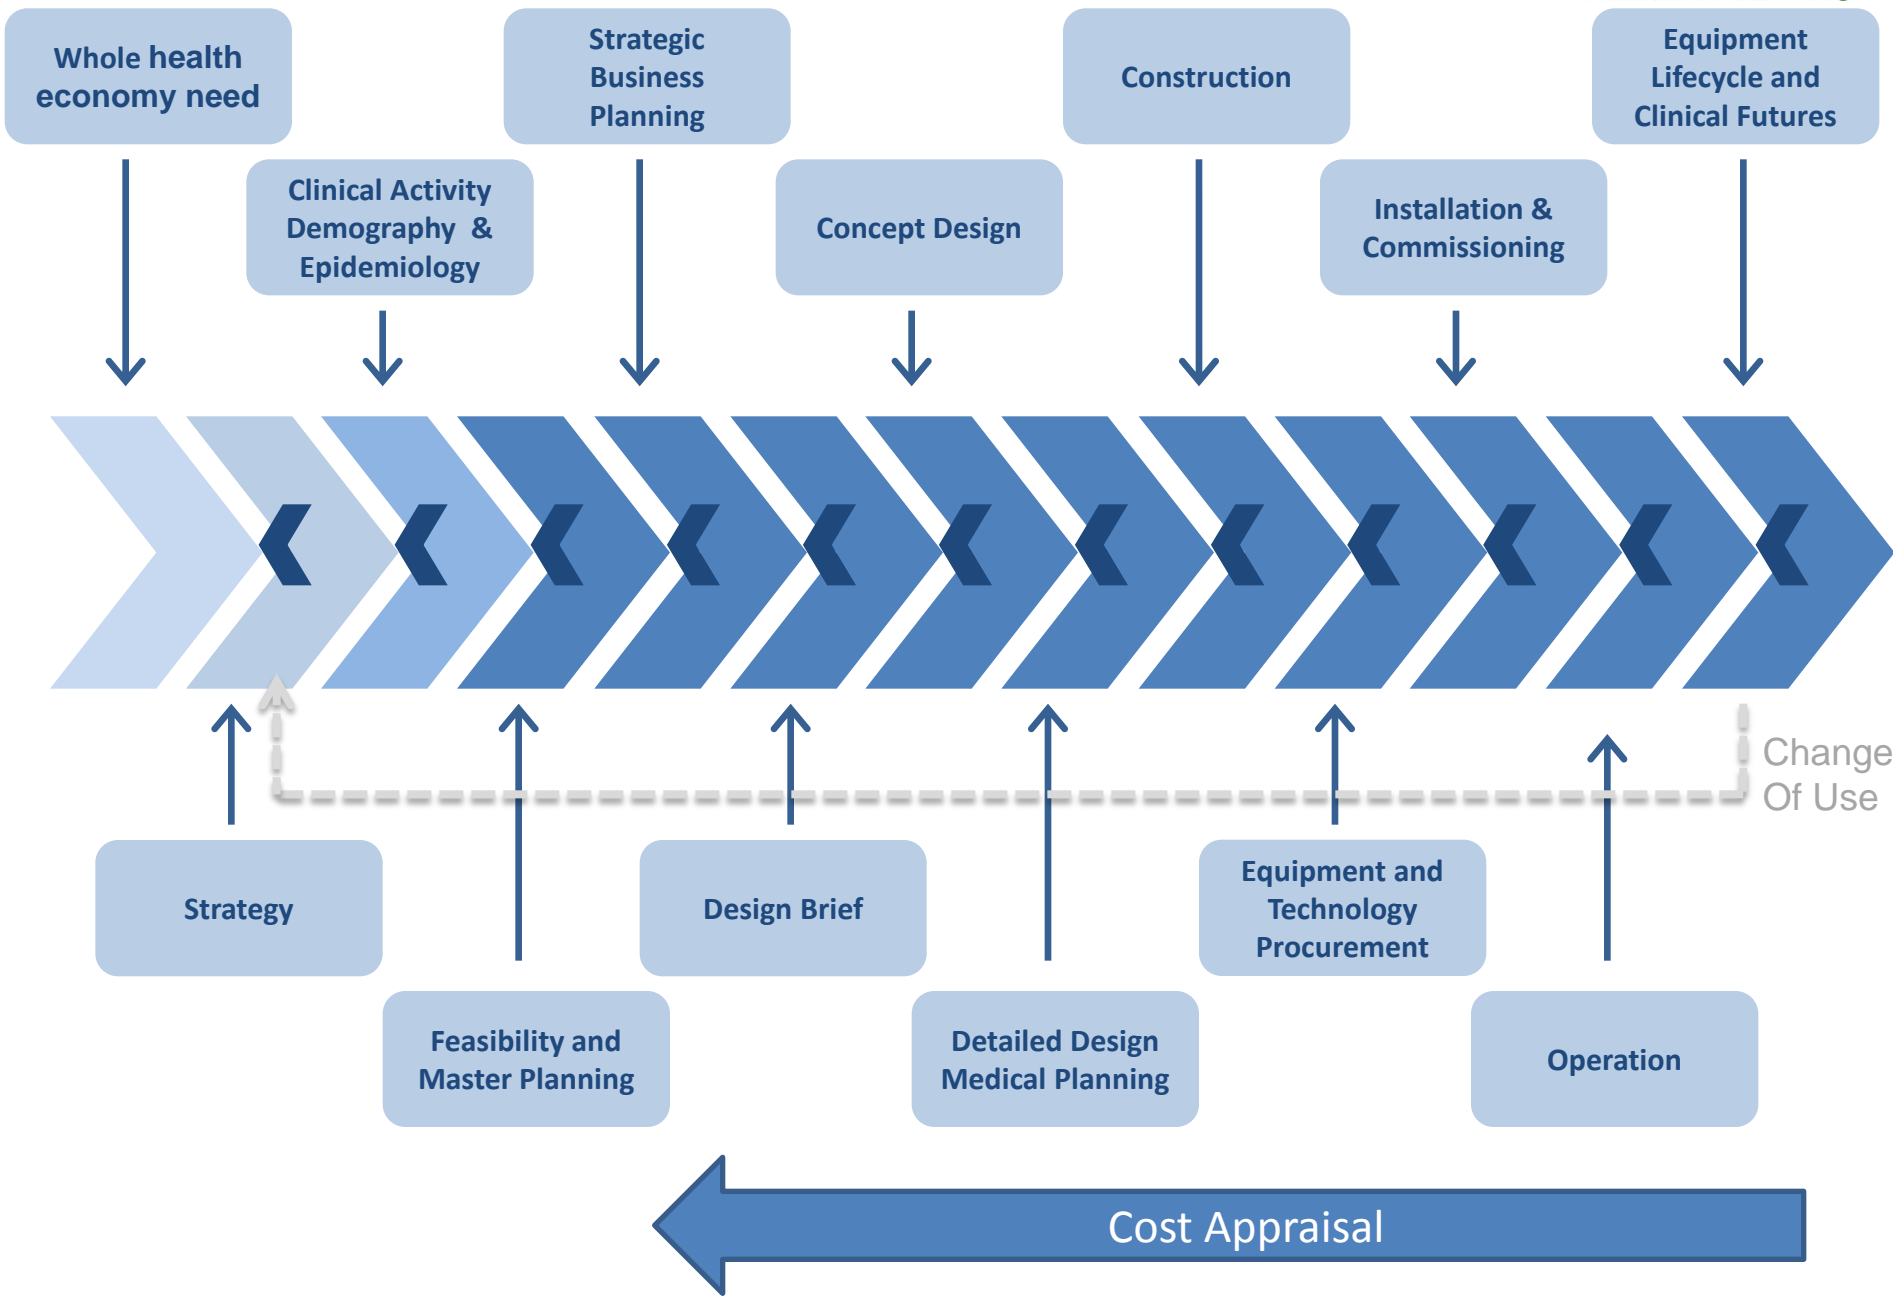 Whole health
economy need
Strategic
Business
Planning
Construction
Equipment
Lifecycle and
Clinical Futures
Clinical Activity
Demography &
Epidemiology
Concept Design
Installation &
Commissioning
Change
Of Use
Strategy
Design Brief
Equipment and
Technology
Procurement
Feasibility and
Master Planning
Detailed Design
Medical Planning
Operation
Cost Appraisal